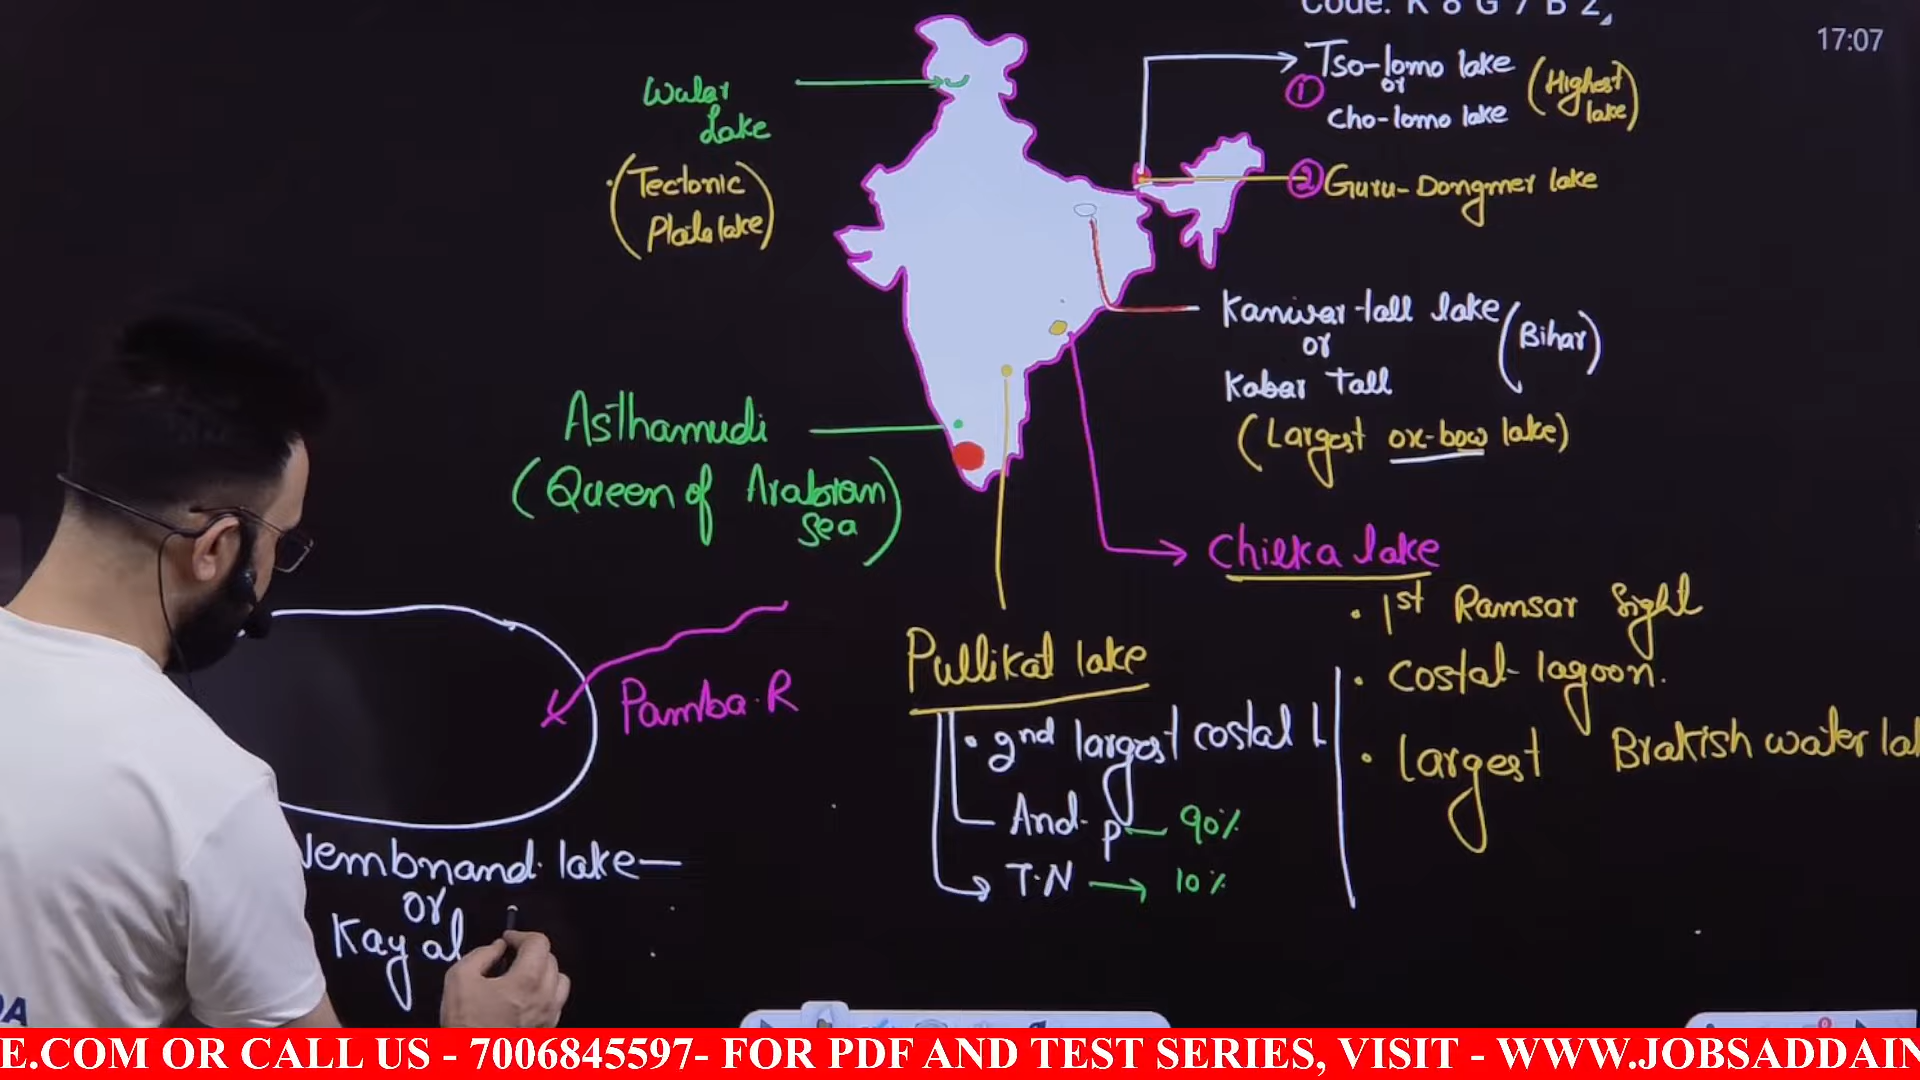 Code: K 8 G 7 B 2
17:07
Wular
Lake
(Tectonic
Plate lake)
Tso-lomo lake
or
① Cho-lomo lake
(Highest
lake)
② Guru-Dongmer lake
Kanwar-tall lake
or
Kabar Tall
(Bihar)
(Largest ox-bow lake)
Asthamudi
(Queen of Arabian
Sea)
Chilka lake
• 1st Ramsar Sight
• Costal-lagoon.
• largest Brakish water la
Pamba.R
Pullikat lake
• 2nd largest costal L
And. P — 90%
T.N → 10%
Vembnand. lake —
or
Kayal
DA
E.COM OR CALL US - 7006845597- FOR PDF AND TEST SERIES, VISIT - WWW.JOBSADDAIN